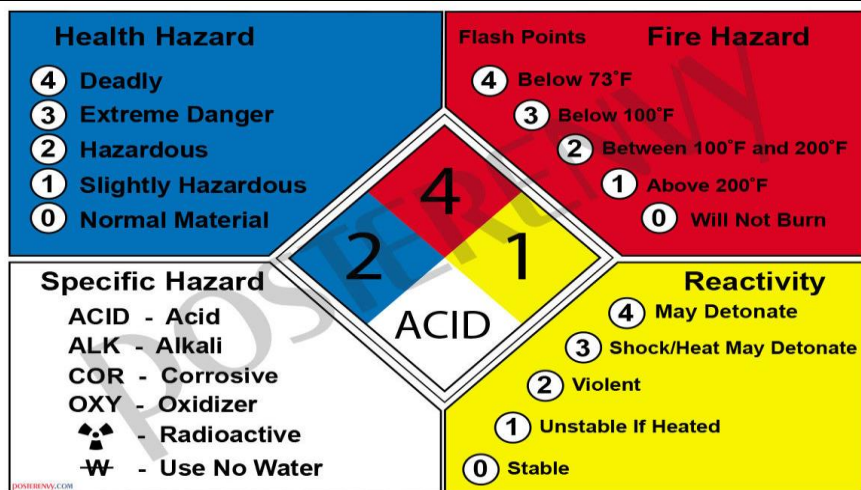 Health Hazard
4 Deadly
3 Extreme Danger
2 Hazardous
1 Slightly Hazardous
0 Normal Material
Flash Points Fire Hazard
4 Below 73°F
3 Below 100°F
2 Between 100°F and 200°F
1 Above 200°F
0 Will Not Burn
4
2 1
ACID
Specific Hazard
ACID - Acid
ALK - Alkali
COR - Corrosive
OXY - Oxidizer
- Radioactive
W - Use No Water
Reactivity
4 May Detonate
3 Shock/Heat May Detonate
2 Violent
1 Unstable If Heated
0 Stable
POSTERENVY
POSTERENVY.COM